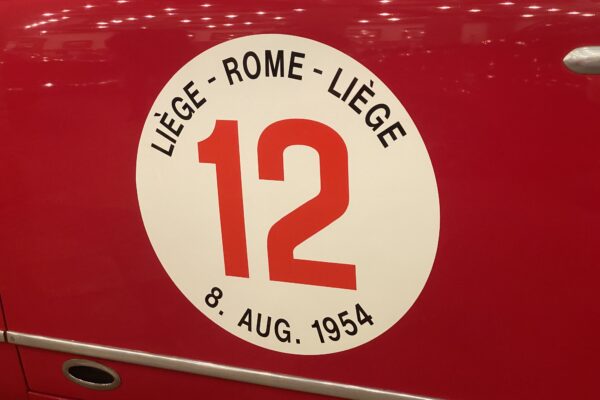 LIÈGE - ROME - LIÈGE
12
8. AUG. 1954